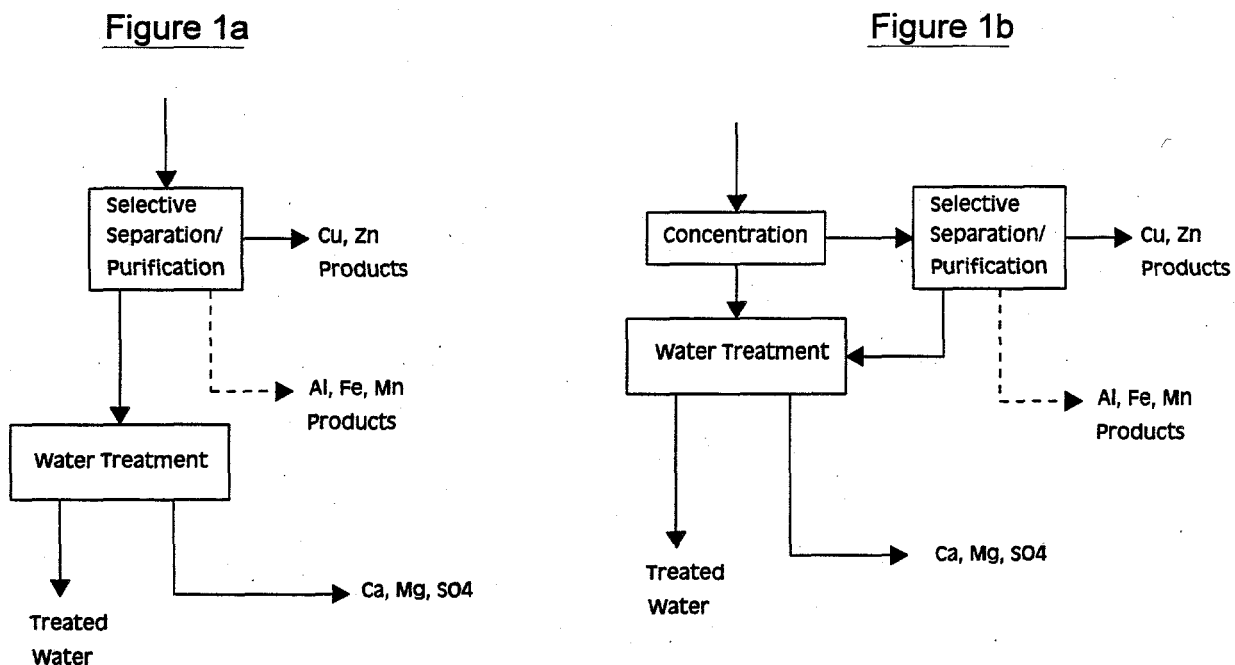 Figure 1a
Selective
Separation/
Purification
Cu, Zn
Products
Al, Fe, Mn
Products
Water Treatment
Ca, Mg, SO4
Treated
Water
Figure 1b
Concentration
Selective
Separation/
Purification
Cu, Zn
Products
Water Treatment
Al, Fe, Mn
Products
Ca, Mg, SO4
Treated
Water